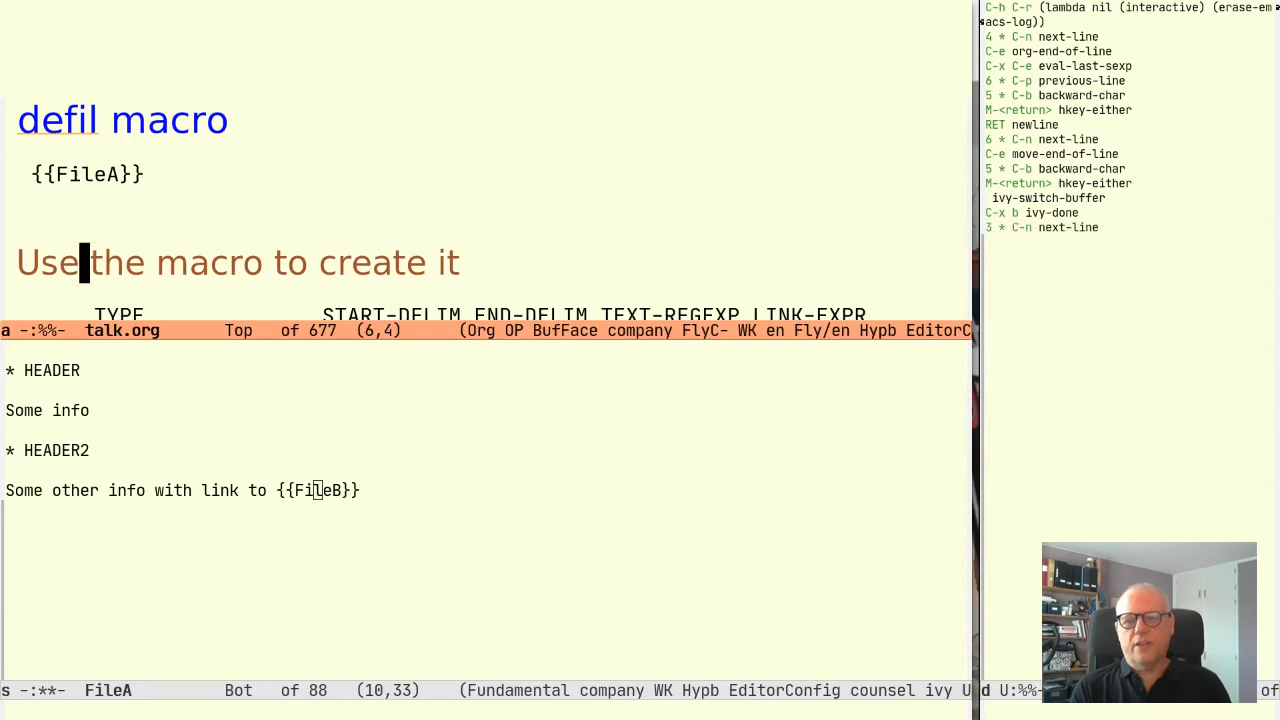 defil macro
{{FileA}}
Use the macro to create it
TYPE START-DELIM END-DELIM TEXT-REGEXP LINK-EXPR
a -:%%- talk.org Top of 677 (6,4) (Org OP BufFace company FlyC- WK en Fly/en Hypb EditorC
* HEADER
Some info
* HEADER2
Some other info with link to {{FileB}}
s -:**- FileA Bot of 88 (10,33) (Fundamental company WK Hypb EditorConfig counsel ivy U
C-h C-r (lambda nil (interactive) (erase-em
acs-log))
4 * C-n next-line
C-e org-end-of-line
C-x C-e eval-last-sexp
6 * C-p previous-line
5 * C-b backward-char
M-<return> hkey-either
RET newline
6 * C-n next-line
C-e move-end-of-line
5 * C-b backward-char
M-<return> hkey-either
ivy-switch-buffer
C-x b ivy-done
3 * C-n next-line
d U:%%- of